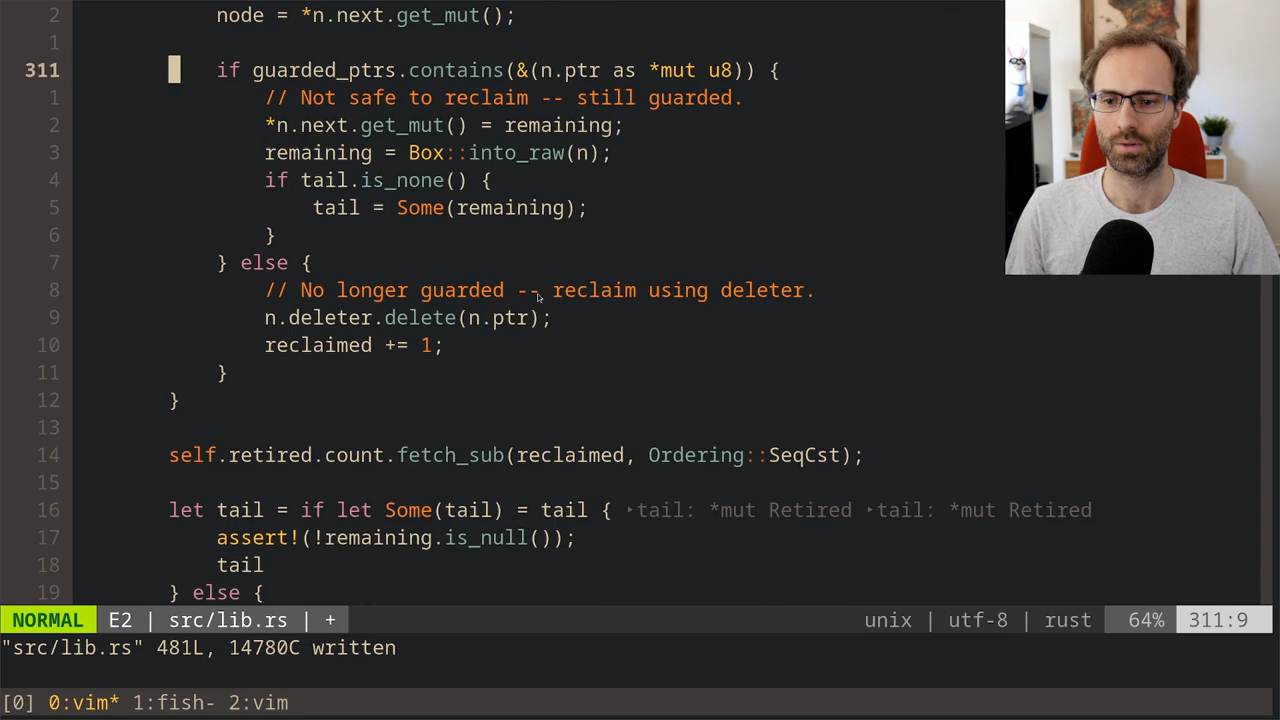 2 node = *n.next.get_mut();
1
311 if guarded_ptrs.contains(&(n.ptr as *mut u8)) {
1 // Not safe to reclaim -- still guarded.
2 *n.next.get_mut() = remaining;
3 remaining = Box::into_raw(n);
4 if tail.is_none() {
5 tail = Some(remaining);
6 }
7 } else {
8 // No longer guarded -- reclaim using deleter.
9 n.deleter.delete(n.ptr);
10 reclaimed += 1;
11 }
12 }
13
14 self.retired.count.fetch_sub(reclaimed, Ordering::SeqCst);
15
16 let tail = if let Some(tail) = tail { ‣tail: *mut Retired ‣tail: *mut Retired
17 assert!(!remaining.is_null());
18 tail
19 } else {
NORMAL E2 | src/lib.rs | + unix | utf-8 | rust 64% 311:9
"src/lib.rs" 481L, 14780C written
[0] 0:vim* 1:fish- 2:vim